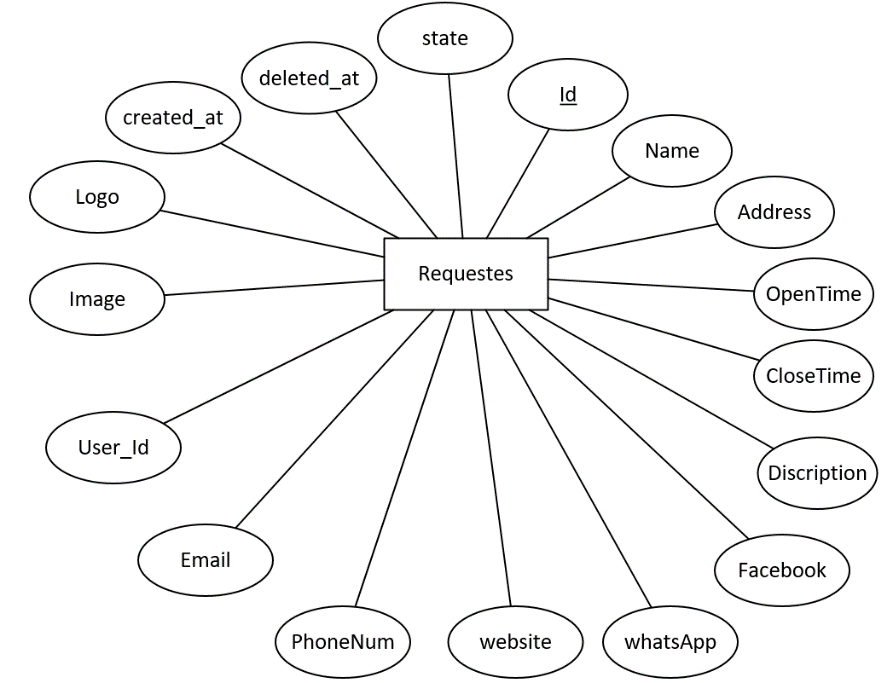 state
deleted_at
Id
created_at
Name
Logo
Address
Requestes
Image
OpenTime
CloseTime
User_Id
Discription
Email
Facebook
PhoneNum
website
whatsApp